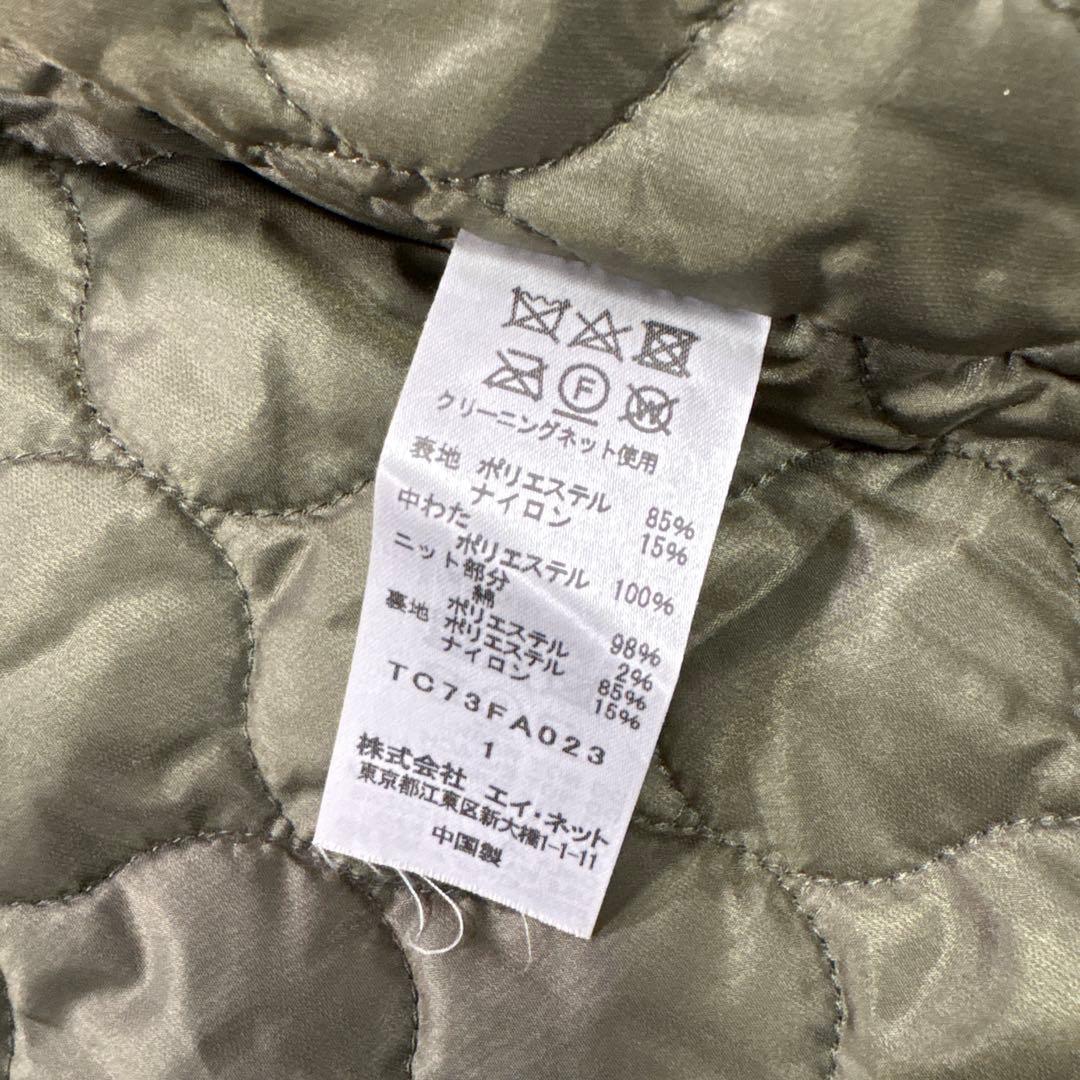 F W
クリーニングネット使用
表地 ポリエステル 85%
ナイロン 15%
中わた
ポリエステル 100%
ニット部分
綿 98%
ポリエステル 2%
裏地 ポリエステル 85%
ナイロン 15%
TC73FA023
1
株式会社 エイ・ネット
東京都江東区新大橋1-1-11
中国製